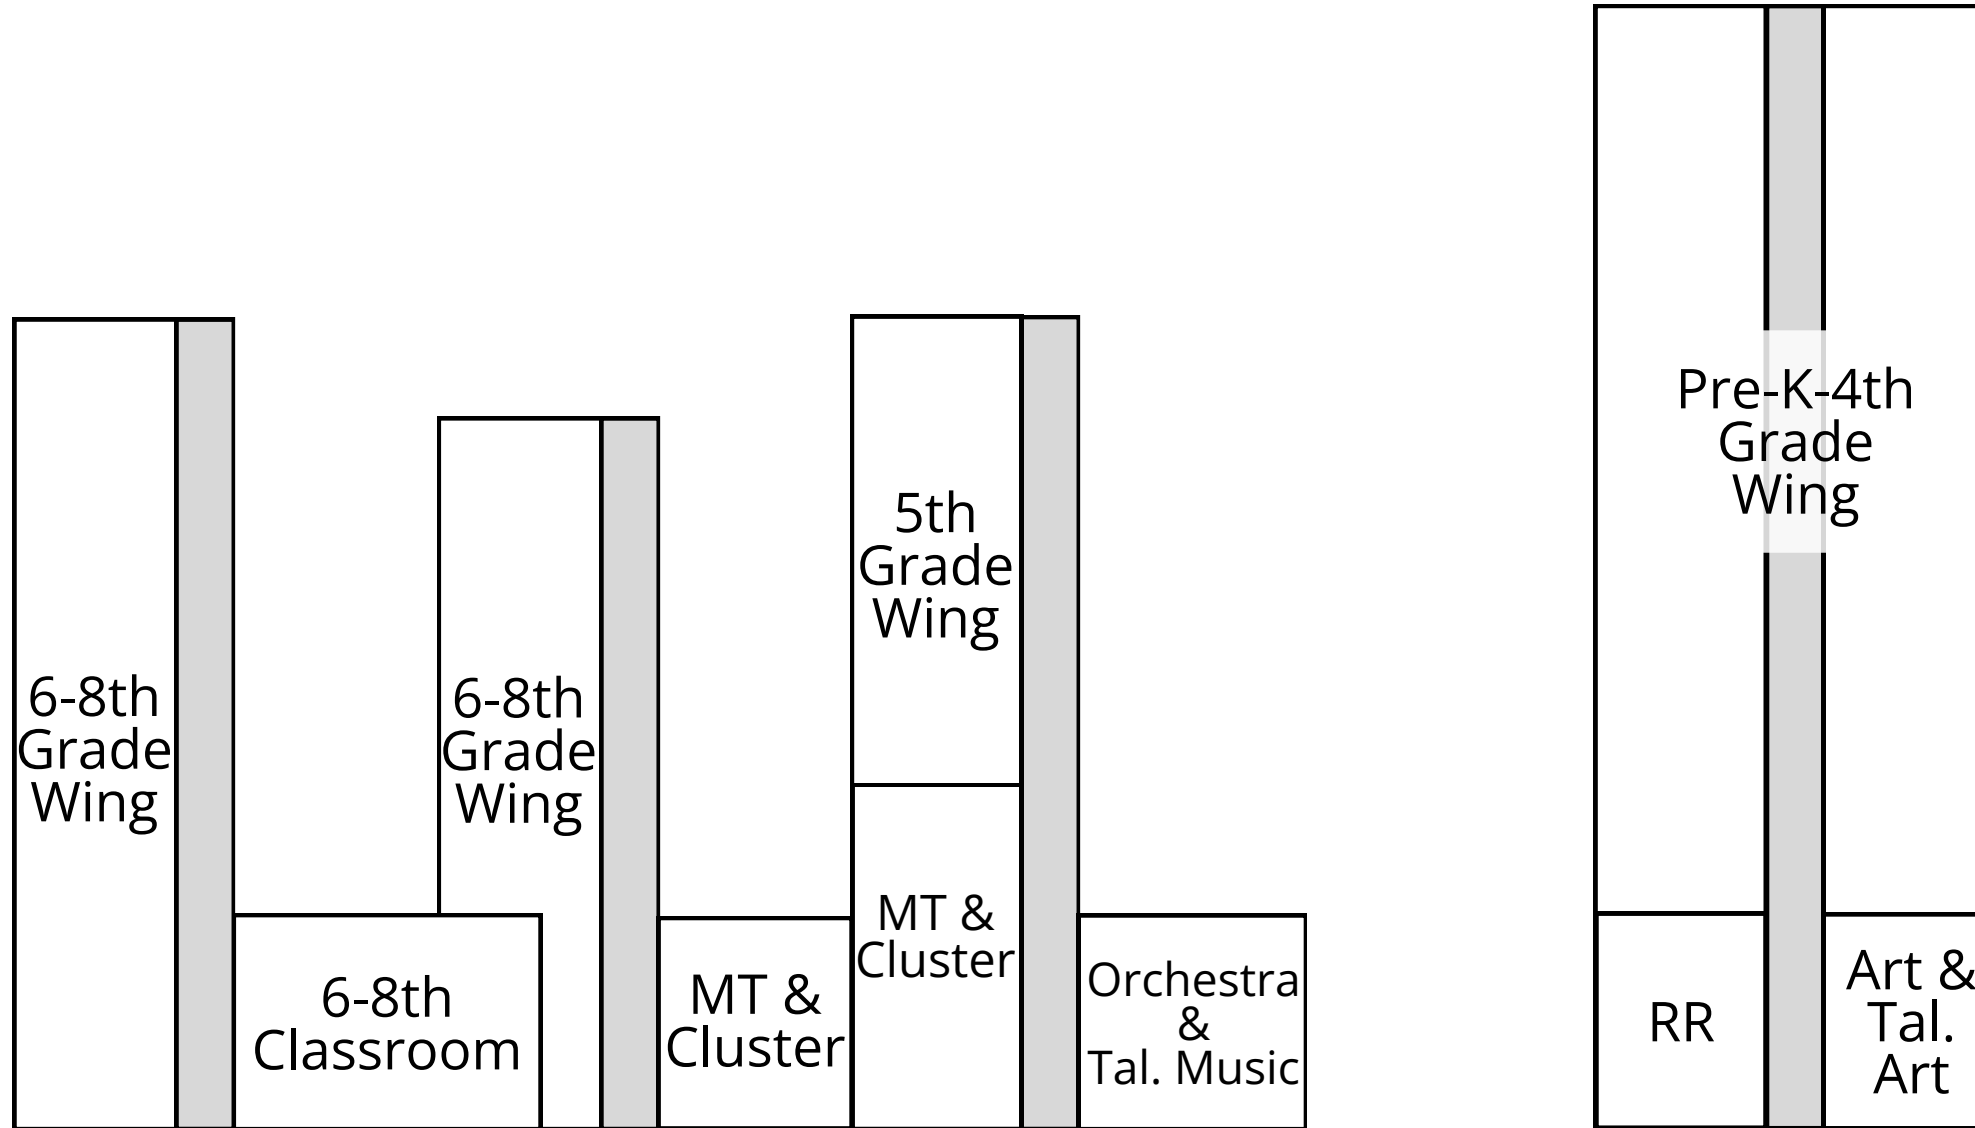 6-8th
Grade
Wing
6-8th
Classroom
6-8th
Grade
Wing
MT &
Cluster
5th
Grade
Wing
MT &
Cluster
Orchestra
&
Tal. Music
Pre-K-4th
Grade
Wing
RR
Art &
Tal.
Art